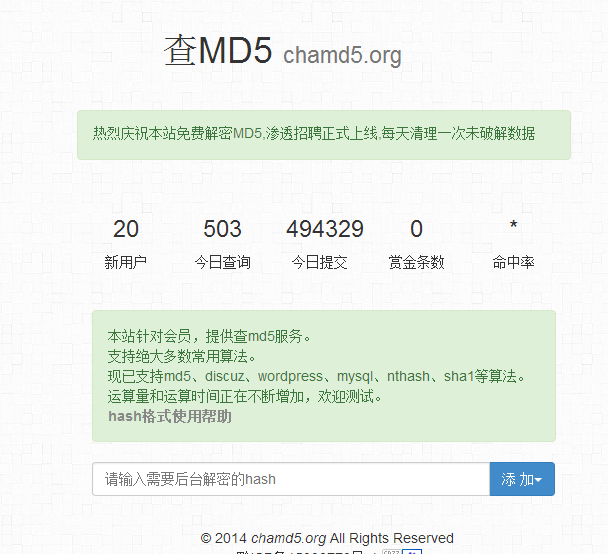 查MD5 chamd5.org
热烈庆祝本站免费解密MD5,渗透招聘正式上线,每天清理一次未破解数据
20 503 494329 0 *
新用户 今日查询 今日提交 赏金条数 命中率
本站针对会员，提供查md5服务。
支持绝大多数常用算法。
现已支持md5、discuz、wordpress、mysql、nthash、sha1等算法。
运算量和运算时间正在不断增加，欢迎测试。
hash格式使用帮助
请输入需要后台解密的hash 添 加
© 2014 chamd5.org All Rights Reserved